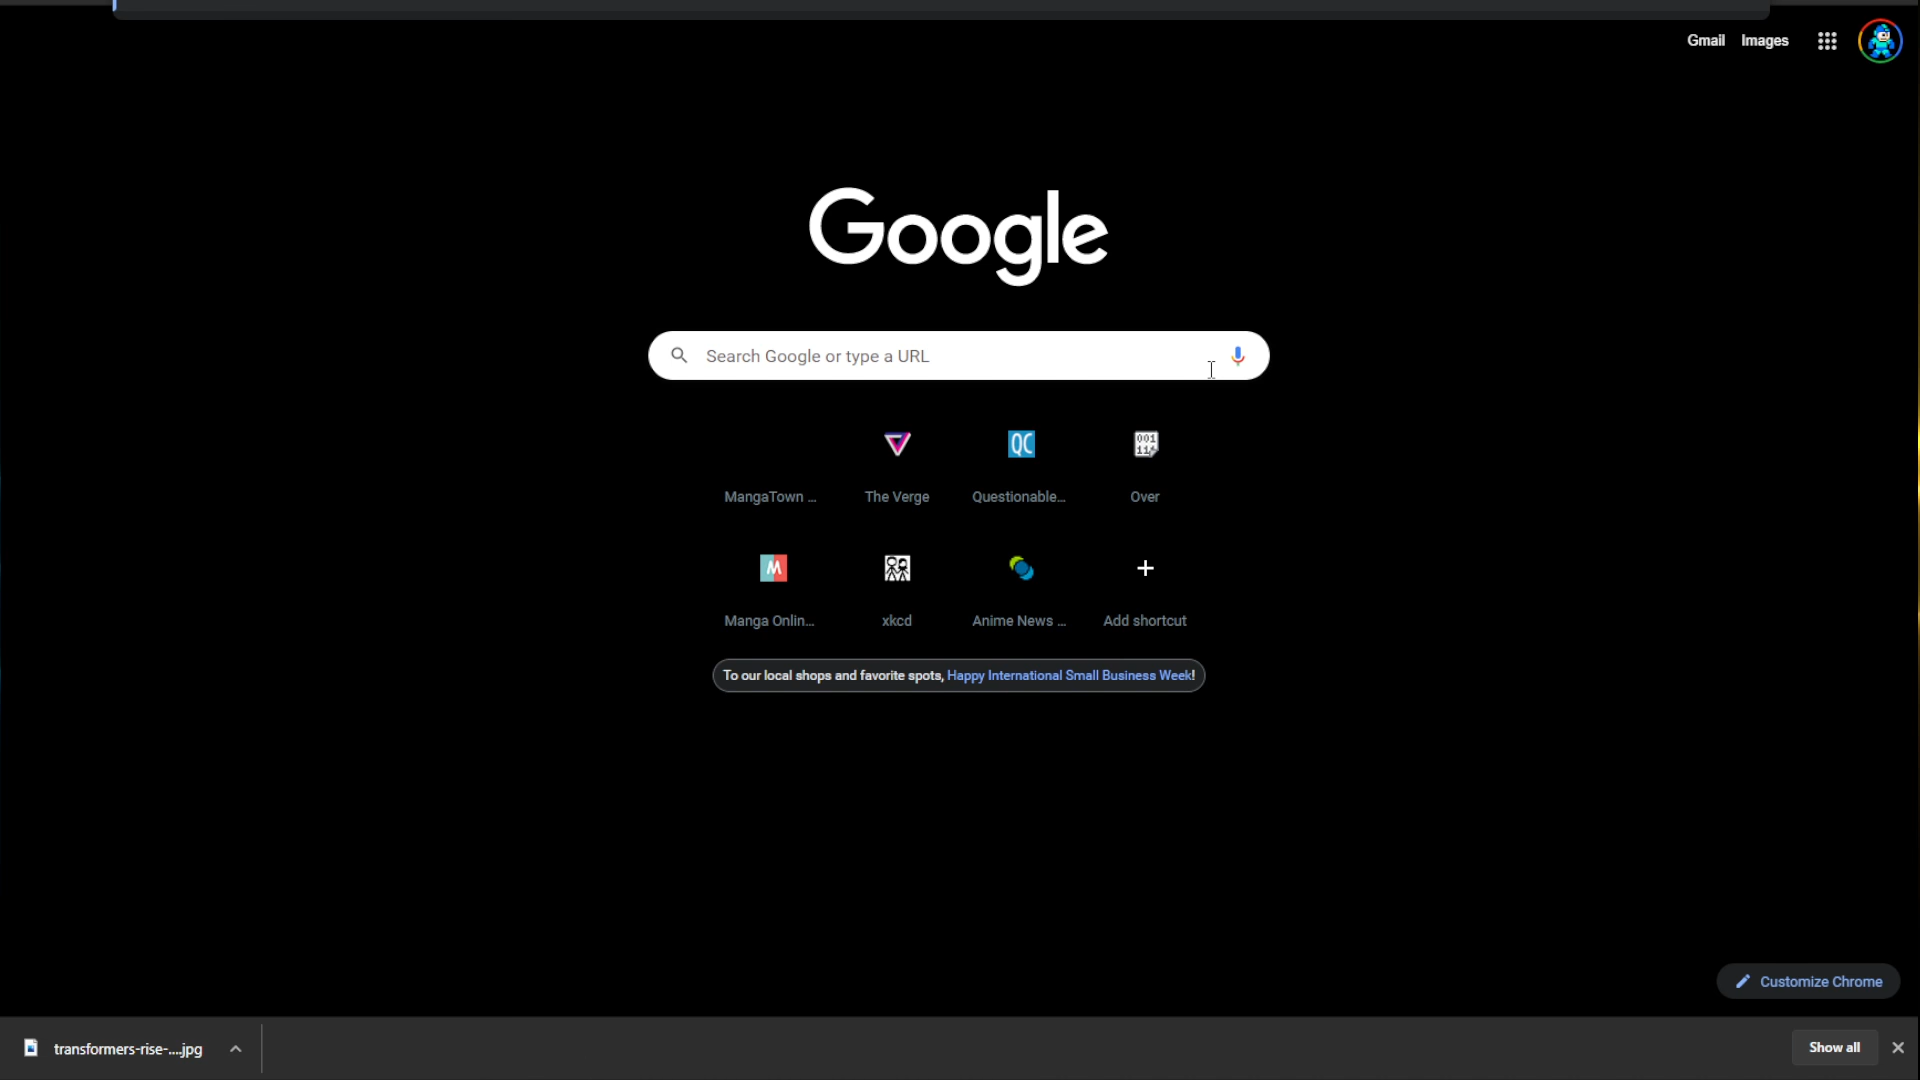 Gmail Images
Google
Search Google or type a URL
QC
001
MangaTown ... The Verge Questionable... Over
M
Manga Onlin... xkcd Anime News ... Add shortcut
To our local shops and favorite spots, Happy International Small Business Week!
Customize Chrome
transformers-rise-....jpg Show all